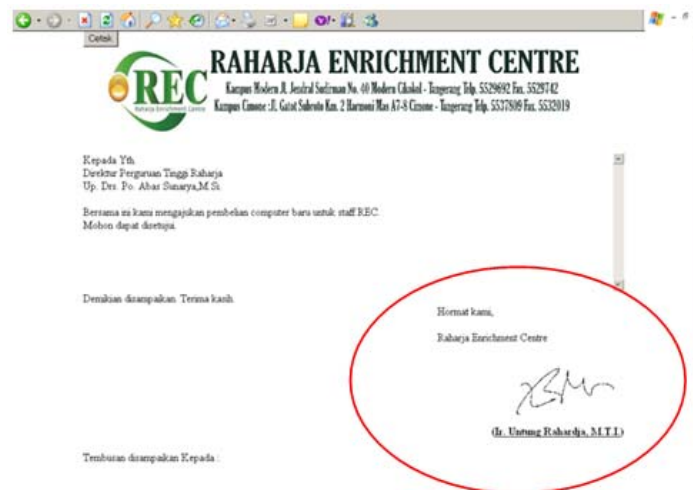 Cetak
REC
Raharja Enrichment Centre
RAHARJA ENRICHMENT CENTRE
Kampus Modern Jl. Jendral Sudirman No. 40 Modern Cikokol - Tangerang Telp. 5529692 Fax. 5529742
Kampus Cimone : Jl. Gatot Subroto Km. 2 Harmoni Mas A7-8 Cimone - Tangerang Telp. 5537809 Fax. 5532019
Kepada Yth
Direktur Perguruan Tinggi Raharja
Up. Drs. Po. Abas Sunarya,M.Si.
Bersama ini kami mengajukan pembelian computer baru untuk staff REC.
Mohon dapat disetujui.
Demikian disampaikan. Terima kasih.
Hormat kami,
Raharja Enrichment Centre
(Ir. Untung Rahardja, M.T.I.)
Tembusan disampaikan Kepada :